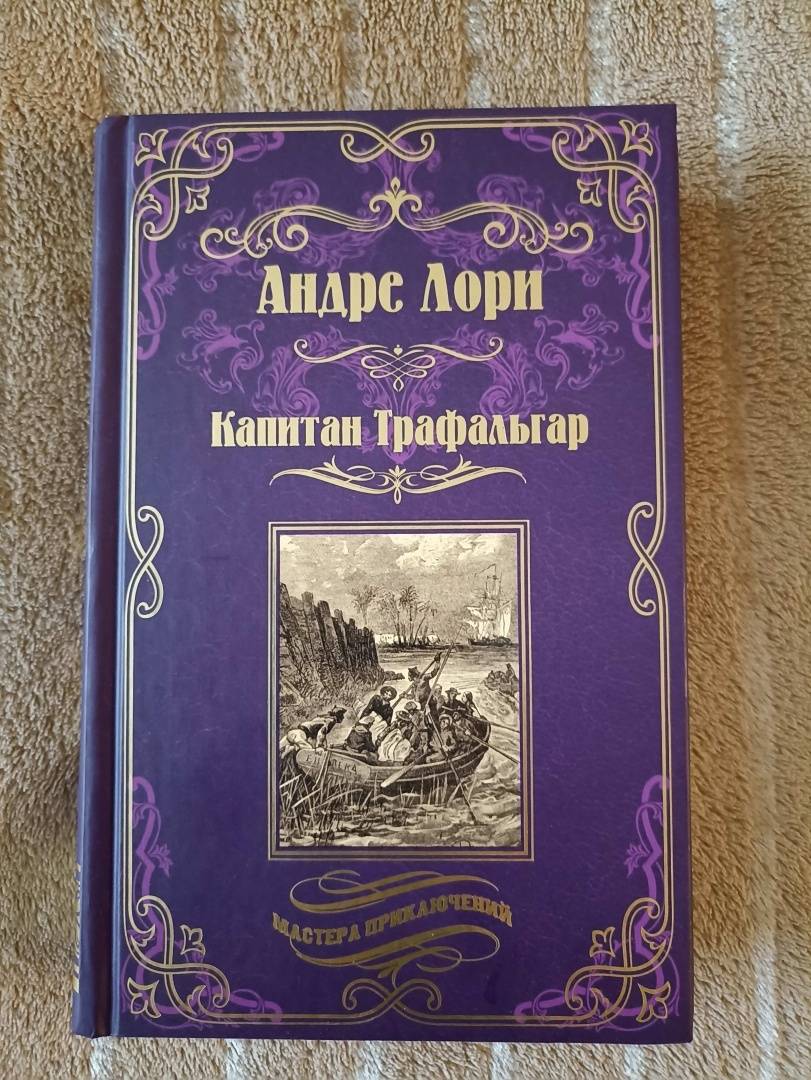 Андре Лори
Капитан Трафальгар
МАСТЕРА ПРИКЛЮЧЕНИЙ